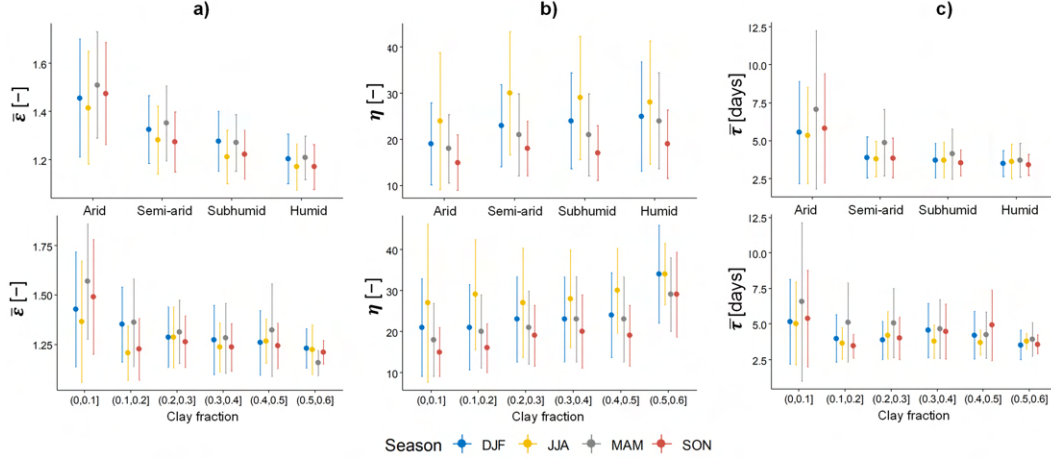 a) b) c)
ε̅ [–]
1.6
1.4
1.2
Arid Semi-arid Subhumid Humid
η [–]
40
30
20
10
Arid Semi-arid Subhumid Humid
τ̅ [days]
12.5
10.0
7.5
5.0
2.5
Arid Semi-arid Subhumid Humid
ε̅ [–]
1.75
1.50
1.25
(0,0.1] (0.1,0.2] (0.2,0.3] (0.3,0.4] (0.4,0.5] (0.5,0.6]
Clay fraction
η [–]
40
30
20
10
(0,0.1] (0.1,0.2] (0.2,0.3] (0.3,0.4] (0.4,0.5] (0.5,0.6]
Clay fraction
τ̅ [days]
12.5
10.0
7.5
5.0
2.5
(0,0.1] (0.1,0.2] (0.2,0.3] (0.3,0.4] (0.4,0.5] (0.5,0.6]
Clay fraction
Season DJF JJA MAM SON